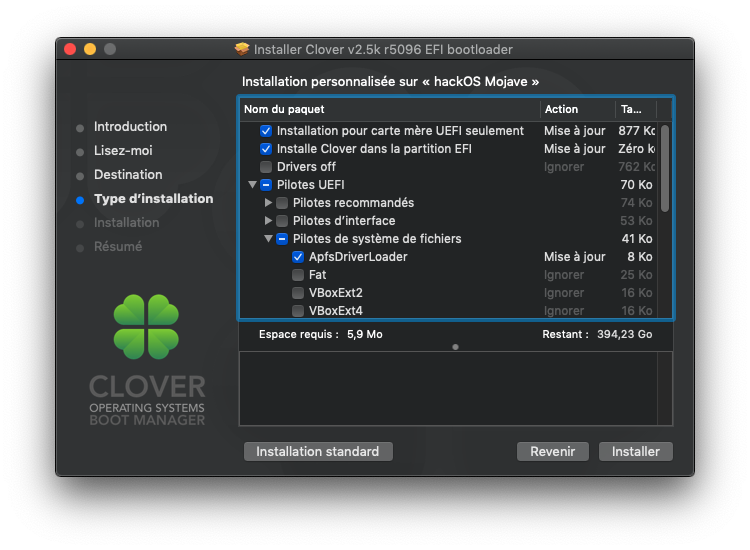 Installer Clover v2.5k r5096 EFI bootloader
Installation personnalisée sur « hackOS Mojave »
Introduction
Lisez-moi
Destination
Type d’installation
Installation
Résumé
CLOVER
OPERATING SYSTEMS
BOOT MANAGER
Nom du paquet Action Ta...
Installation pour carte mère UEFI seulement Mise à jour 877 Ko
Installe Clover dans la partition EFI Mise à jour Zéro k
Drivers off Ignorer 762 Ko
Pilotes UEFI 70 Ko
Pilotes recommandés 74 Ko
Pilotes d’interface 53 Ko
Pilotes de système de fichiers 41 Ko
ApfsDriverLoader Mise à jour 8 Ko
Fat Ignorer 25 Ko
VBoxExt2 Ignorer 16 Ko
VBoxExt4 Ignorer 16 Ko
Espace requis : 5,9 Mo Restant : 394,23 Go
Installation standard Revenir Installer